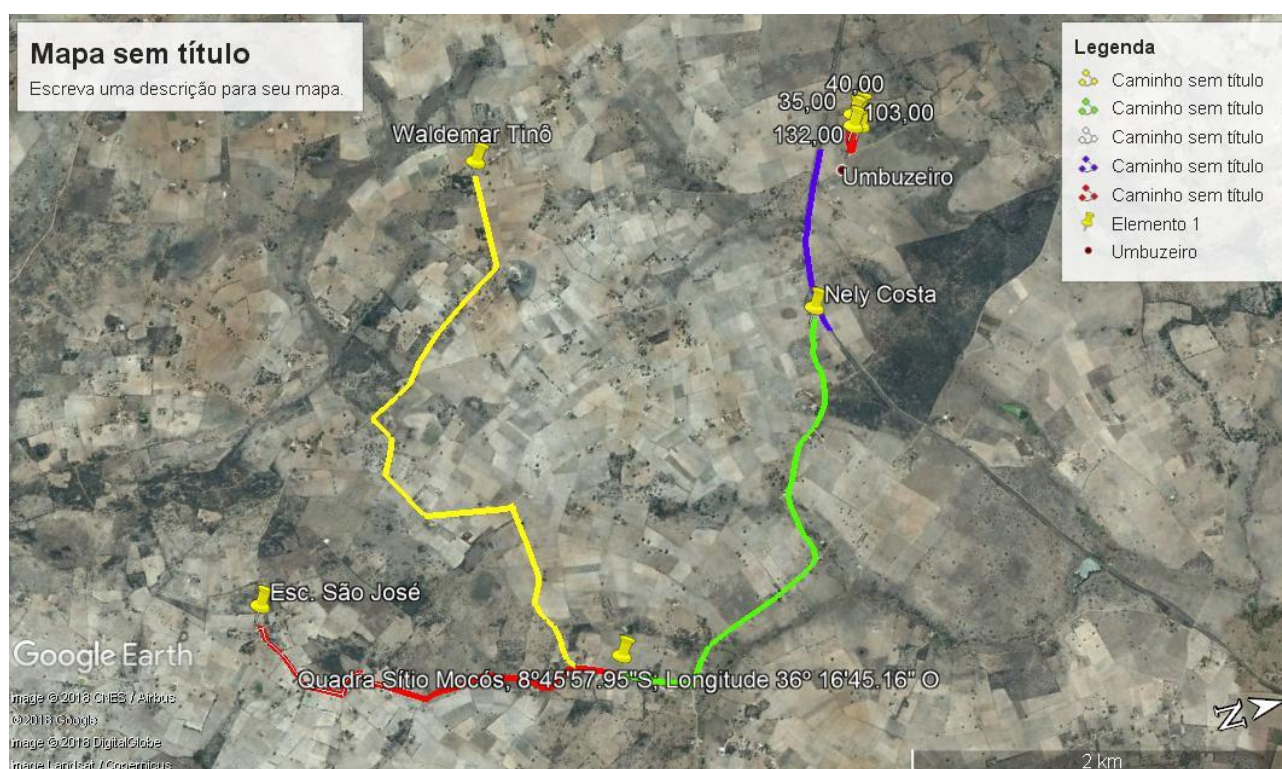 Mapa sem título
Escreva uma descrição para seu mapa.
Legenda
Caminho sem título
Caminho sem título
Caminho sem título
Caminho sem título
Caminho sem título
Elemento 1
Umbuzeiro
40,00
35,00
103,00
132,00
Waldemar Tinô
Umbuzeiro
Nely Costa
Esc. São José
Quadra Sítio Mocós, 8º45'57.95"S, Longitude 36º 16'45.16" O
Google Earth
Image © 2018 CNES / Airbus
© 2018 Google
Image © 2018 DigitalGlobe
Image Landsat / Copernicus
N
2 km